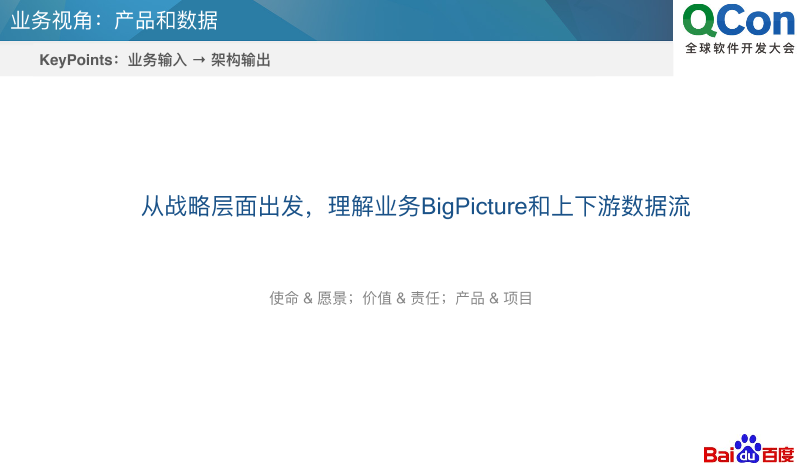 业务视角：产品和数据
QCon
全球软件开发大会
KeyPoints：业务输入 → 架构输出
从战略层面出发，理解业务BigPicture和上下游数据流
使命 & 愿景；价值 & 责任；产品 & 项目
Bai du 百度